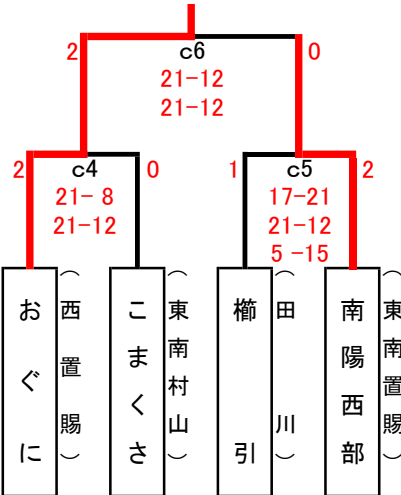 2
0
c6
21-12
21-12
2
0
1
2
c4
21- 8
21-12
c5
17-21
21-12
5 -15
おぐに
（西置賜）
こまくさ
（東南村山）
櫛引
（田川）
南陽西部
（東南置賜）